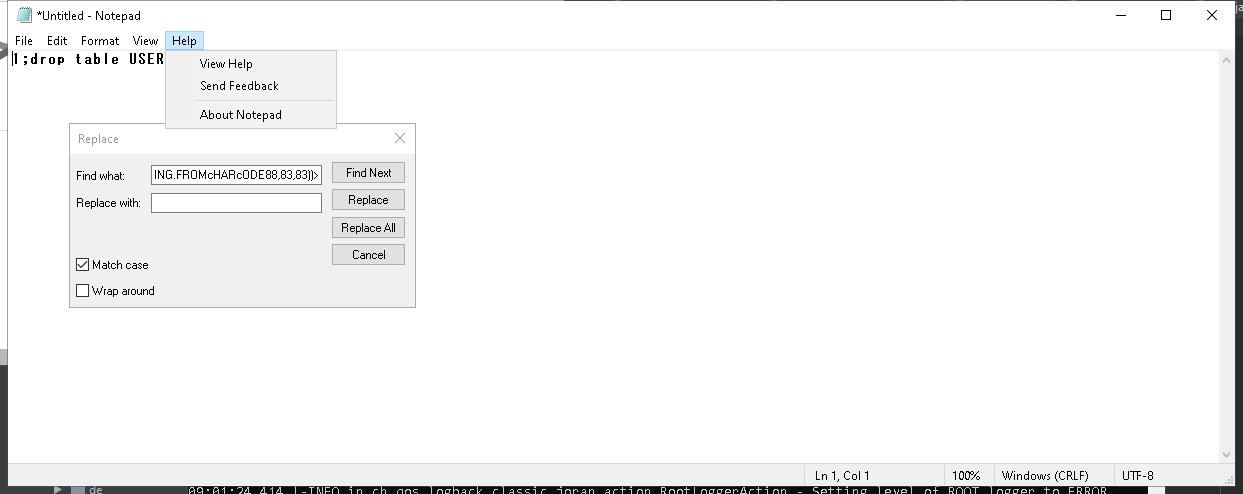 *Untitled - Notepad
File Edit Format View Help
1;drop table USER
View Help
Send Feedback
About Notepad
Replace
Find what: ING.FROMcHARcODE88,83,83))> Find Next
Replace with: Replace
Replace All
Cancel
Match case
Wrap around
Ln 1, Col 1 100% Windows (CRLF) UTF-8
de 09:01:24,414 |-INFO in ch.qos.logback.classic.joran.action.RootLoggerAction - Setting level of ROOT logger to ERROR